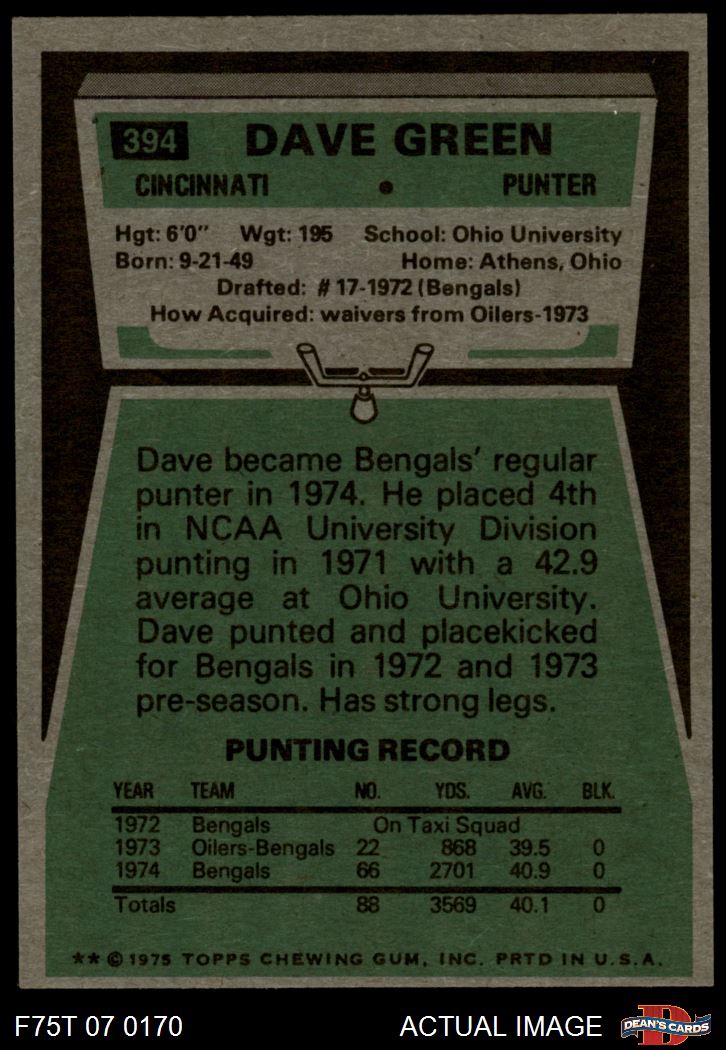 394 DAVE GREEN
CINCINNATI • PUNTER
Hgt: 6'0" Wgt: 195 School: Ohio University
Born: 9-21-49 Home: Athens, Ohio
Drafted: #17-1972 (Bengals)
How Acquired: waivers from Oilers-1973
Dave became Bengals' regular
punter in 1974. He placed 4th
in NCAA University Division
punting in 1971 with a 42.9
average at Ohio University.
Dave punted and placekicked
for Bengals in 1972 and 1973
pre-season. Has strong legs.
PUNTING RECORD
YEAR TEAM NO. YDS. AVG. BLK.
1972 Bengals On Taxi Squad
1973 Oilers-Bengals 22 868 39.5 0
1974 Bengals 66 2701 40.9 0
Totals 88 3569 40.1 0
** © 1975 TOPPS CHEWING GUM, INC. PRTD IN U.S.A.
F75T 07 0170 ACTUAL IMAGE D DEAN'S CARDS